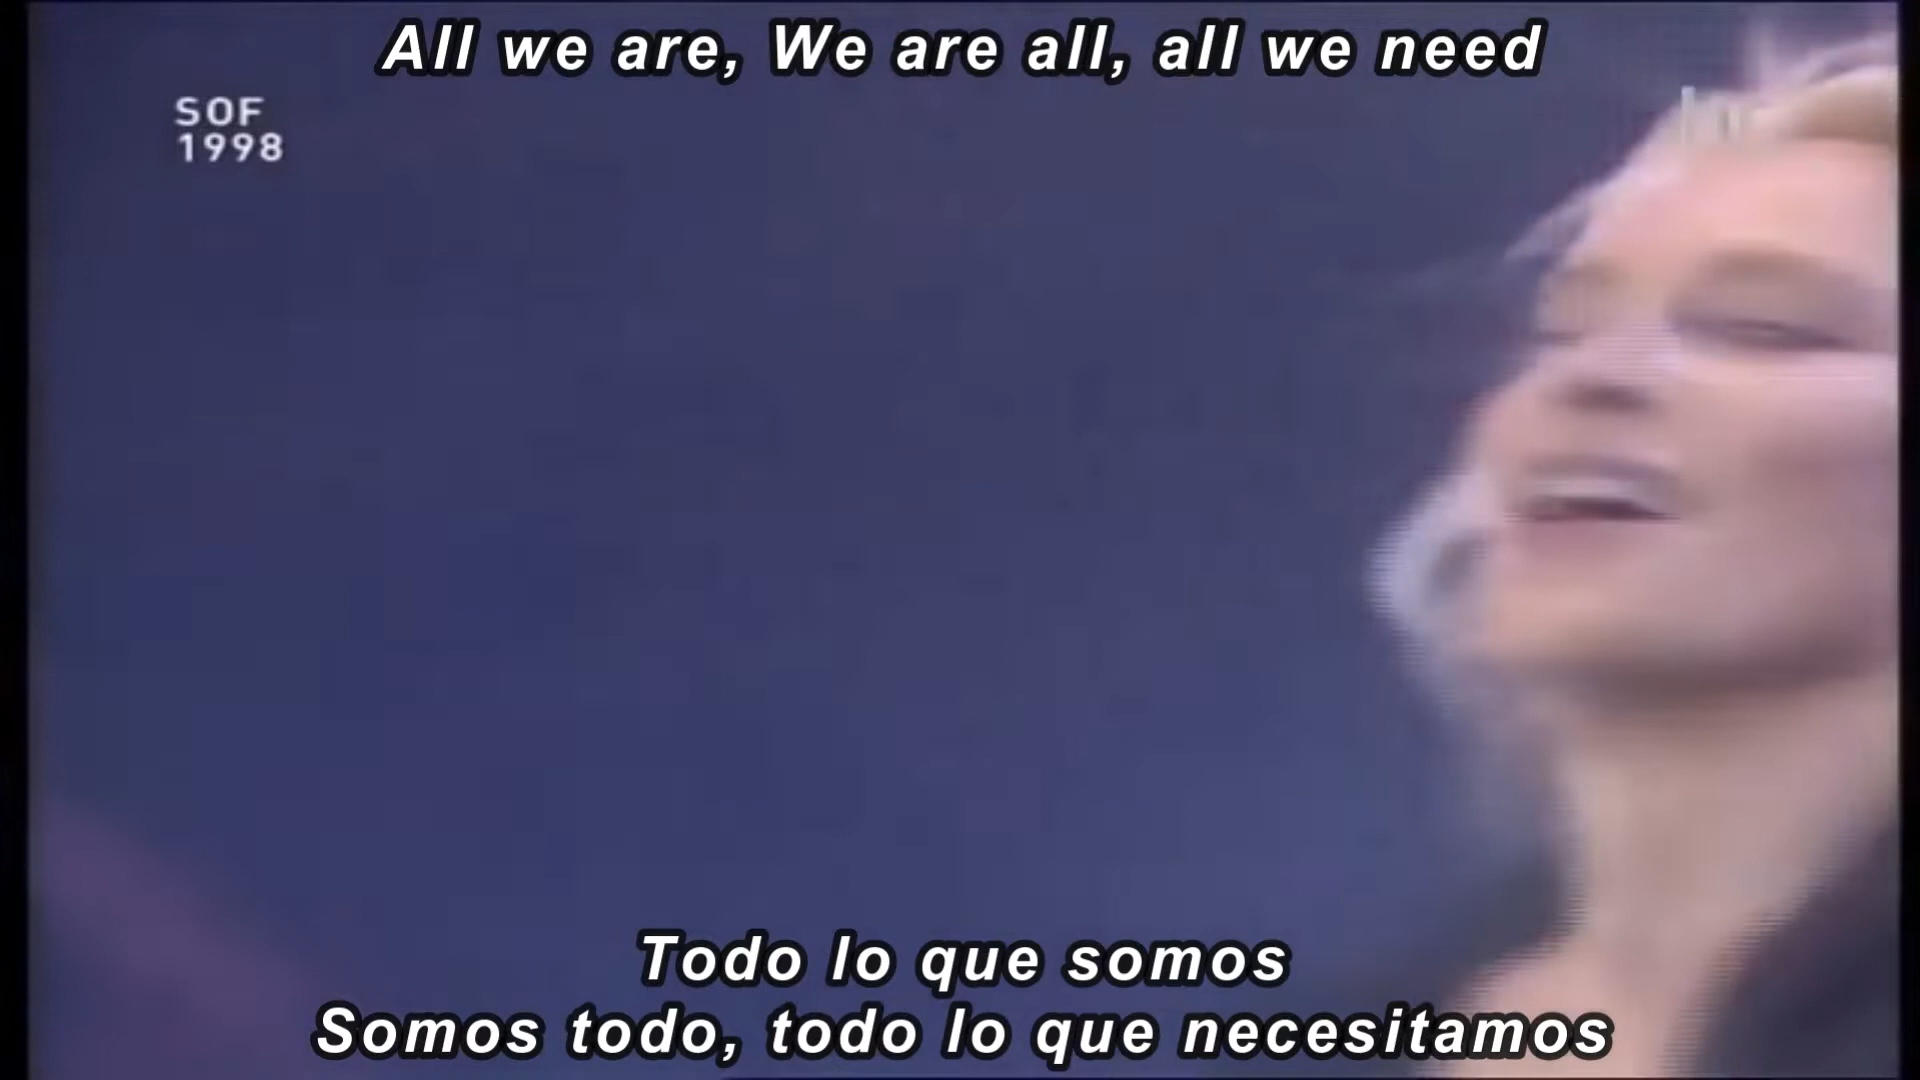 All we are, We are all, all we need
SOF
1998
Todo lo que somos
Somos todo, todo lo que necesitamos